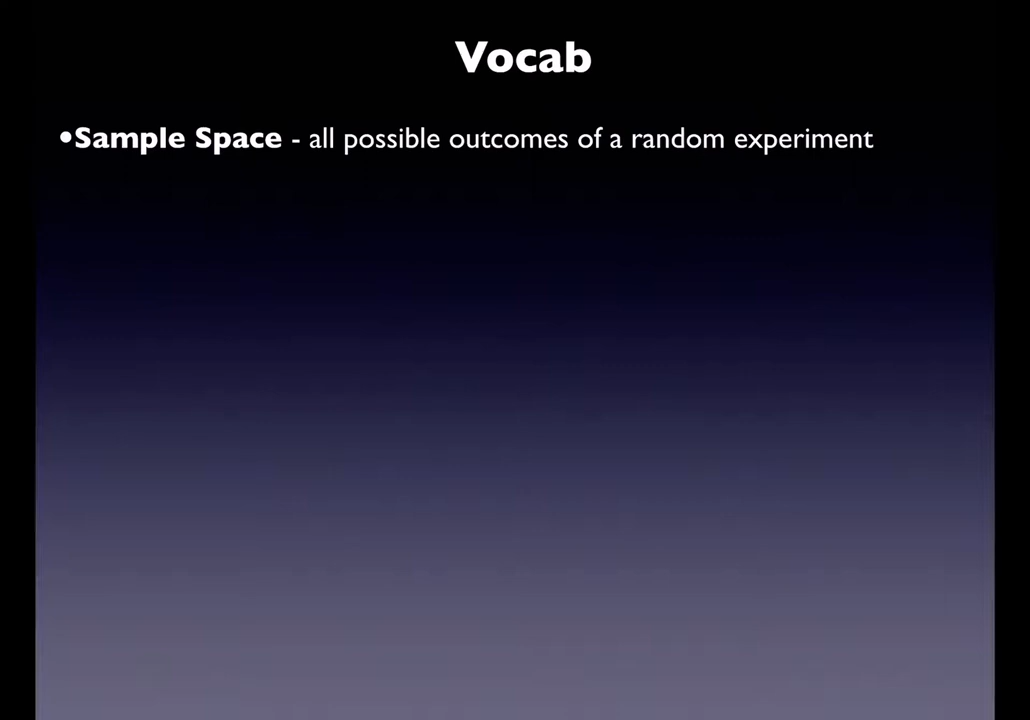 Vocab
•Sample Space - all possible outcomes of a random experiment